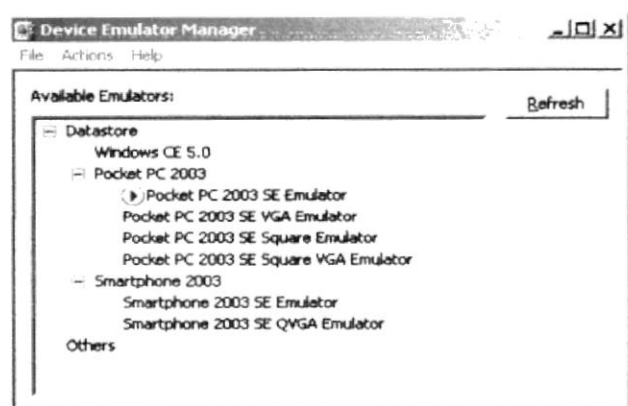 Device Emulator Manager
File Actions Help
Available Emulators:
Refresh
Datastore
Windows CE 5.0
Pocket PC 2003
Pocket PC 2003 SE Emulator
Pocket PC 2003 SE VGA Emulator
Pocket PC 2003 SE Square Emulator
Pocket PC 2003 SE Square VGA Emulator
Smartphone 2003
Smartphone 2003 SE Emulator
Smartphone 2003 SE QVGA Emulator
Others